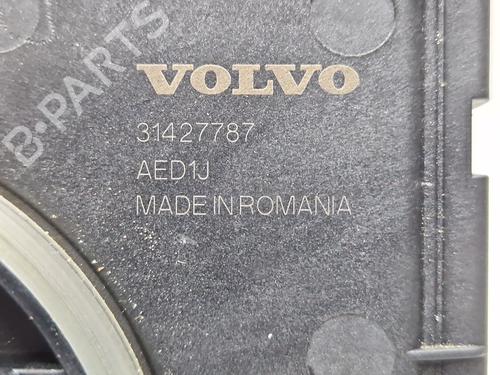 B-PARTS
VOLVO
31427787
AED1J
MADE IN ROMANIA